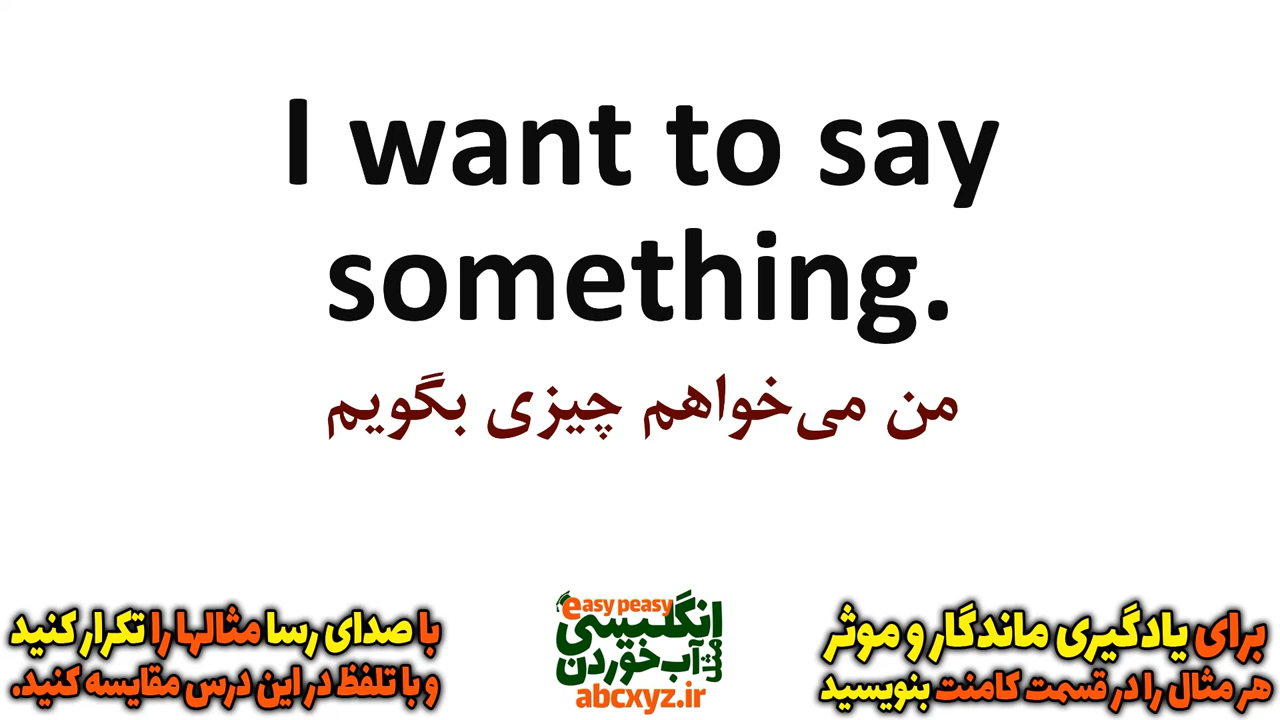 I want to say
something.
من می‌خواهم چیزی بگویم
برای یادگیری ماندگار و موثر
هر مثال را در قسمت کامنت بنویسید
easy peasy
انگلیسی
مثل
آب خوردن
abcxyz.ir
با صدای رسا مثالها را تکرار کنید
و با تلفظ در این درس مقایسه کنید.